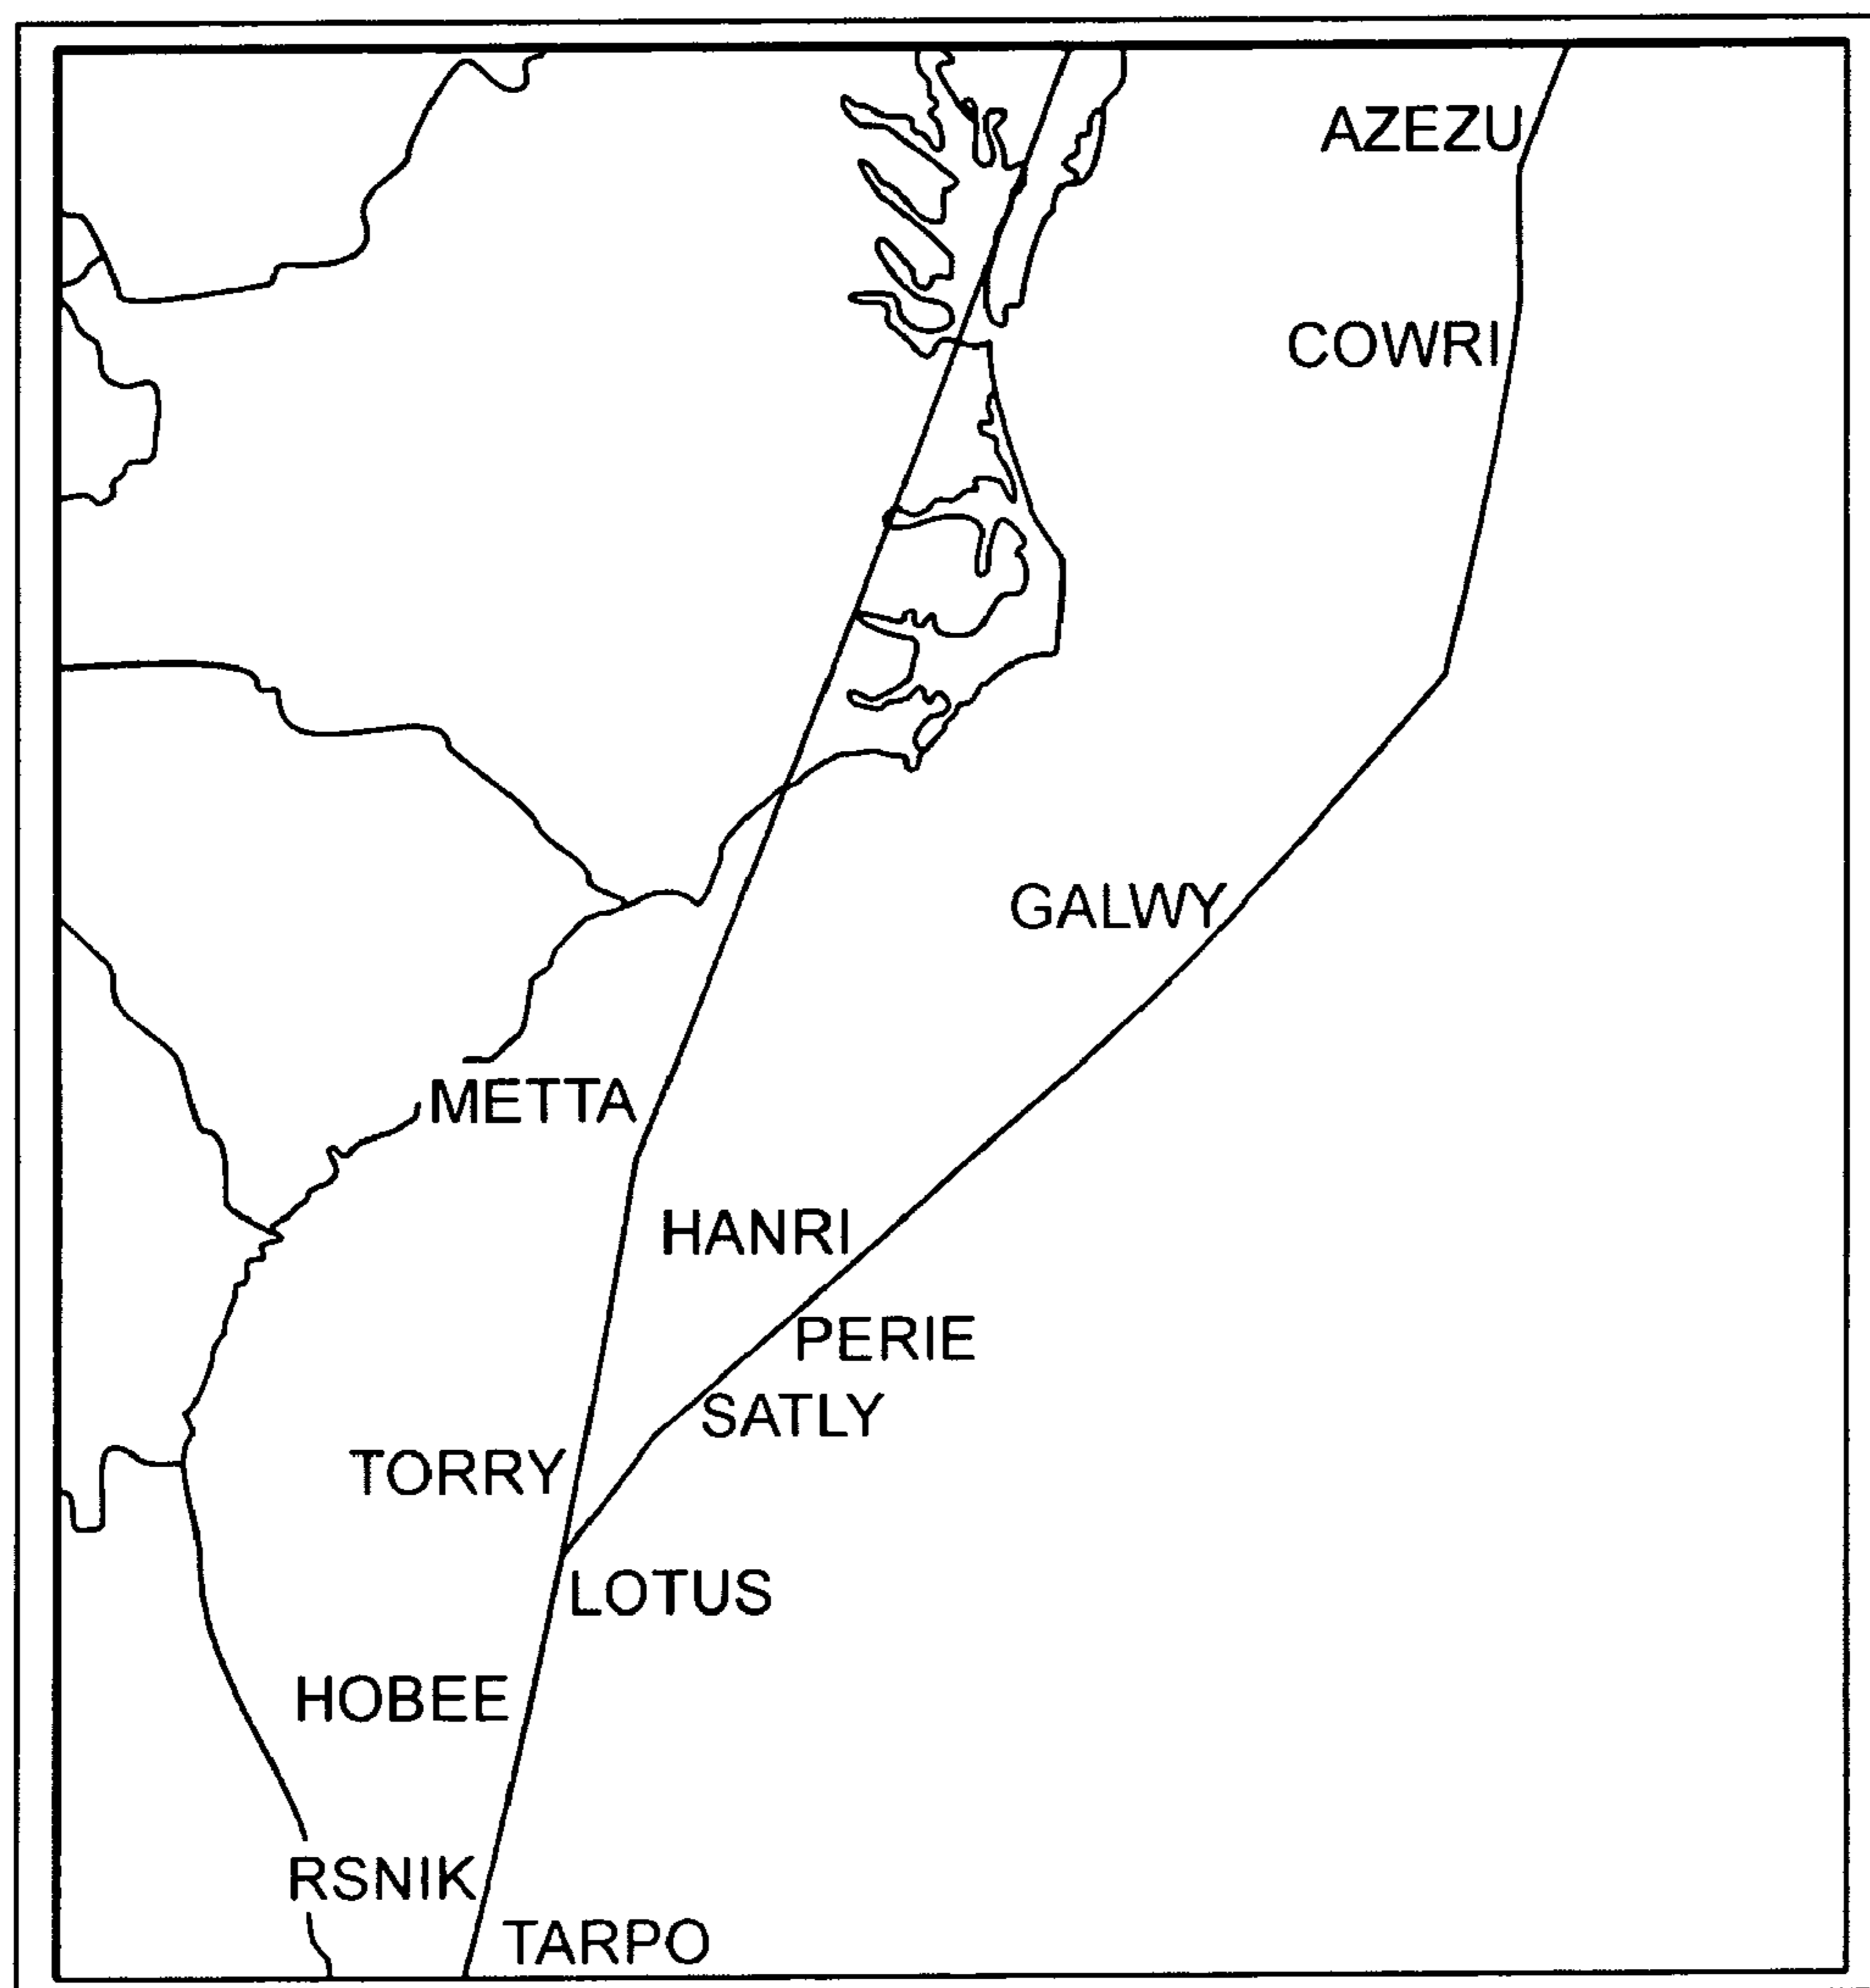 AZEZU
COWRI
GALWY
METTA
HANRI
PERIE
SATLY
TORRY
LOTUS
HOBEE
RSNIK
TARPO